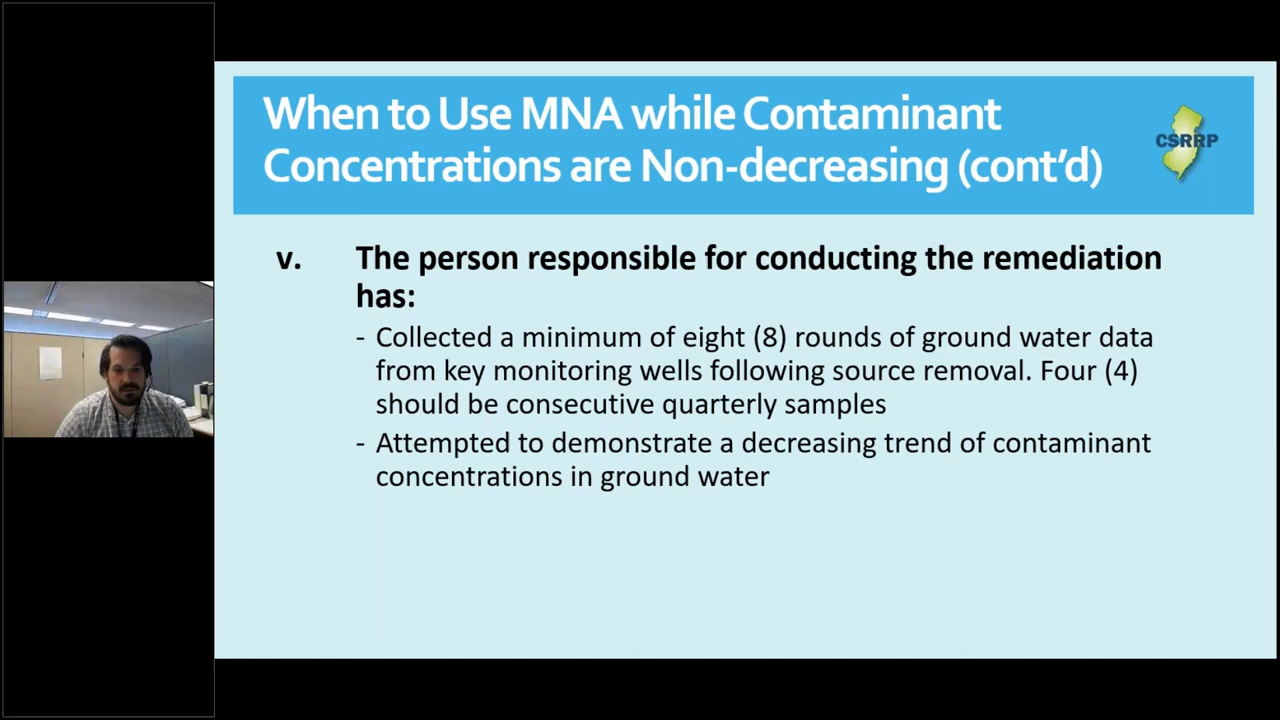 When to Use MNA while Contaminant
Concentrations are Non-decreasing (cont'd)
CSRRP
v. The person responsible for conducting the remediation
has:
- Collected a minimum of eight (8) rounds of ground water data
from key monitoring wells following source removal. Four (4)
should be consecutive quarterly samples
- Attempted to demonstrate a decreasing trend of contaminant
concentrations in ground water